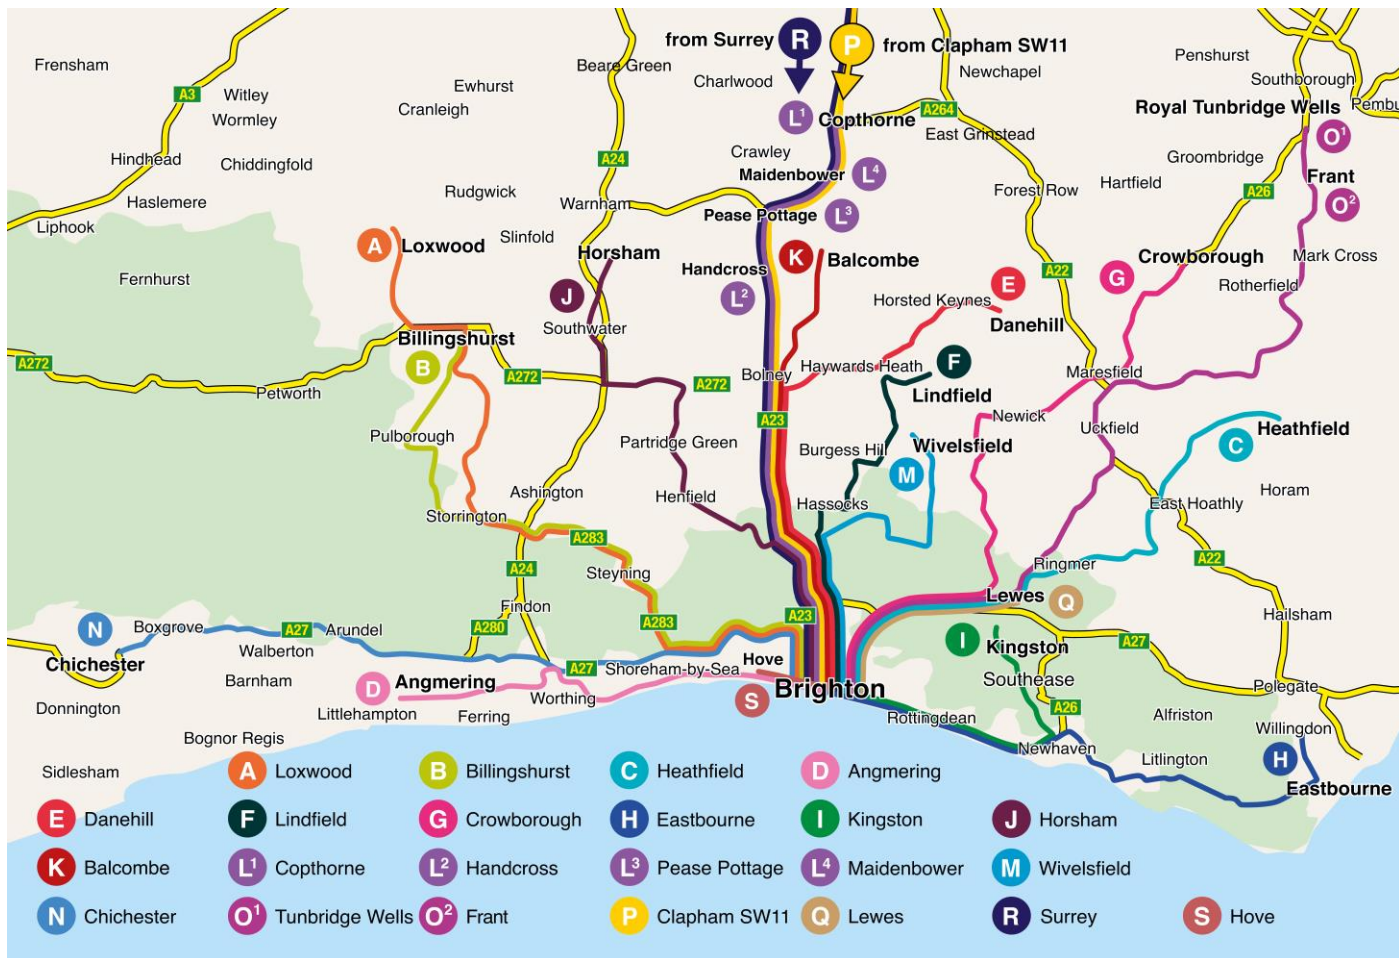 from Surrey
R
P
from Clapham SW11
Frensham
Beare Green
Charlwood
Newchapel
Penshurst
Southborough
Ewhurst
A3
Witley
Cranleigh
Wormley
L1
Copthorne
A264
Royal Tunbridge Wells
Pembu
East Grinstead
O1
Hindhead
Chiddingfold
A24
Crawley
Groombridge
Maidenbower
L4
Frant
Rudgwick
Forest Row
Hartfield
A26
Haslemere
Warnham
Pease Pottage
L3
O2
Liphook
Slinfold
A
Loxwood
Horsham
K
Balcombe
Crowborough
Mark Cross
Fernhurst
Handcross
A22
G
Rotherfield
J
L2
Horsted Keynes
E
Southwater
Danehill
Billingshurst
A272
B
A272
A272
Bolney
Haywards Heath
F
Maresfield
Petworth
Lindfield
A23
Newick
Uckfield
Heathfield
Pulborough
Partridge Green
Burgess Hill
Wivelsfield
C
M
Ashington
Henfield
Hassocks
East Hoathly
Horam
Storrington
A283
A22
Steyning
Ringmer
A24
Lewes
Q
Findon
A23
Hailsham
N
Boxgrove
A27
Arundel
A280
A283
I
Kingston
A27
Chichester
Walberton
A27
Shoreham-by-Sea
Hove
Barnham
D
Angmering
Brighton
Southease
Polegate
Donnington
Littlehampton
Ferring
Worthing
S
Rottingdean
A26
Alfriston
Bognor Regis
Newhaven
Willingdon
Sidlesham
Litlington
H
Eastbourne
A Loxwood
B Billingshurst
C Heathfield
D Angmering
E Danehill
F Lindfield
G Crowborough
H Eastbourne
I Kingston
J Horsham
K Balcombe
L1 Copthorne
L2 Handcross
L3 Pease Pottage
L4 Maidenbower
M Wivelsfield
N Chichester
O1 Tunbridge Wells
O2 Frant
P Clapham SW11
Q Lewes
R Surrey
S Hove